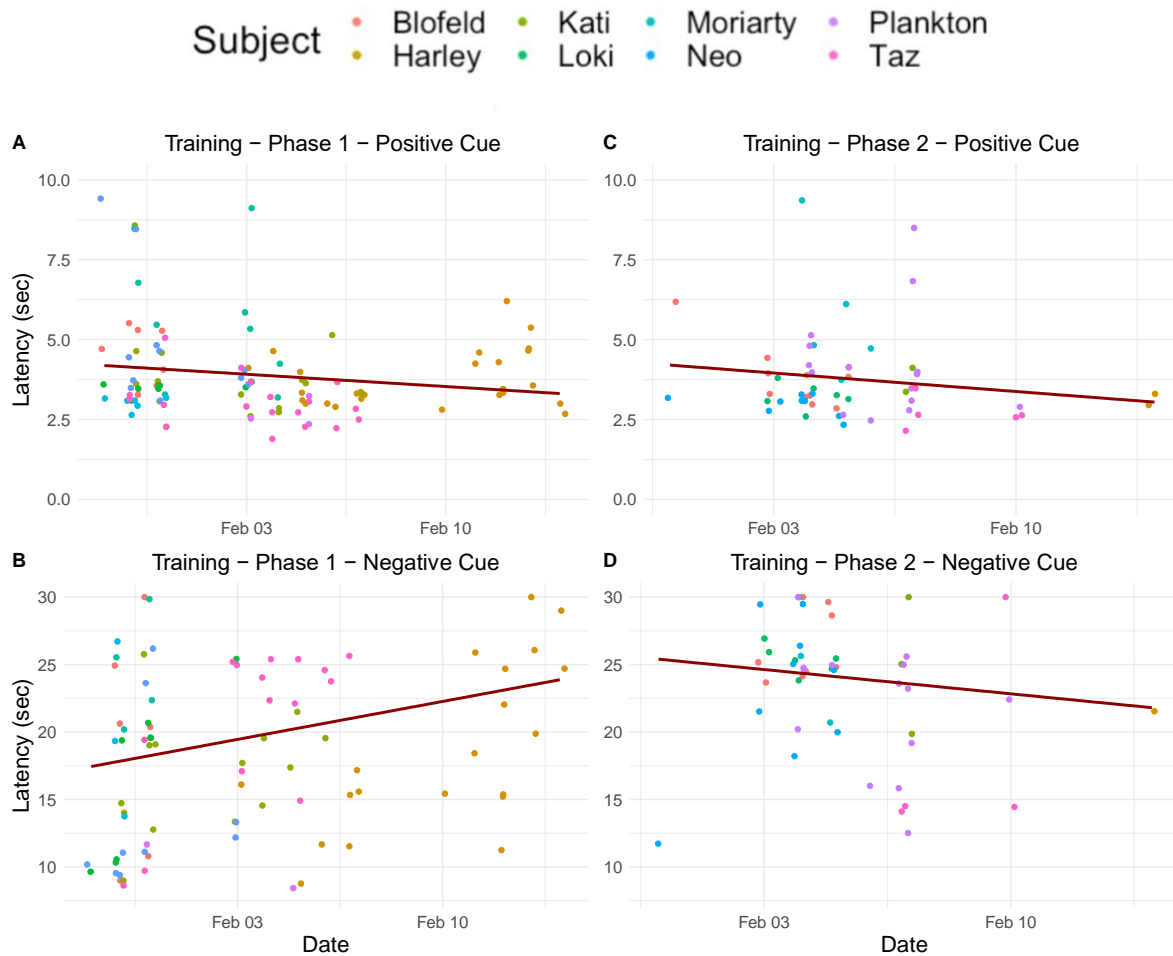 Subject
Blofeld Kati Moriarty Plankton
Harley Loki Neo Taz
A Training − Phase 1 − Positive Cue
10.0
7.5
5.0
2.5
0.0
Latency (sec)
Feb 03 Feb 10
C Training − Phase 2 − Positive Cue
10.0
7.5
5.0
2.5
0.0
Feb 03 Feb 10
B Training − Phase 1 − Negative Cue
30
25
20
15
10
Latency (sec)
Feb 03 Feb 10
Date
D Training − Phase 2 − Negative Cue
30
25
20
15
10
Feb 03 Feb 10
Date